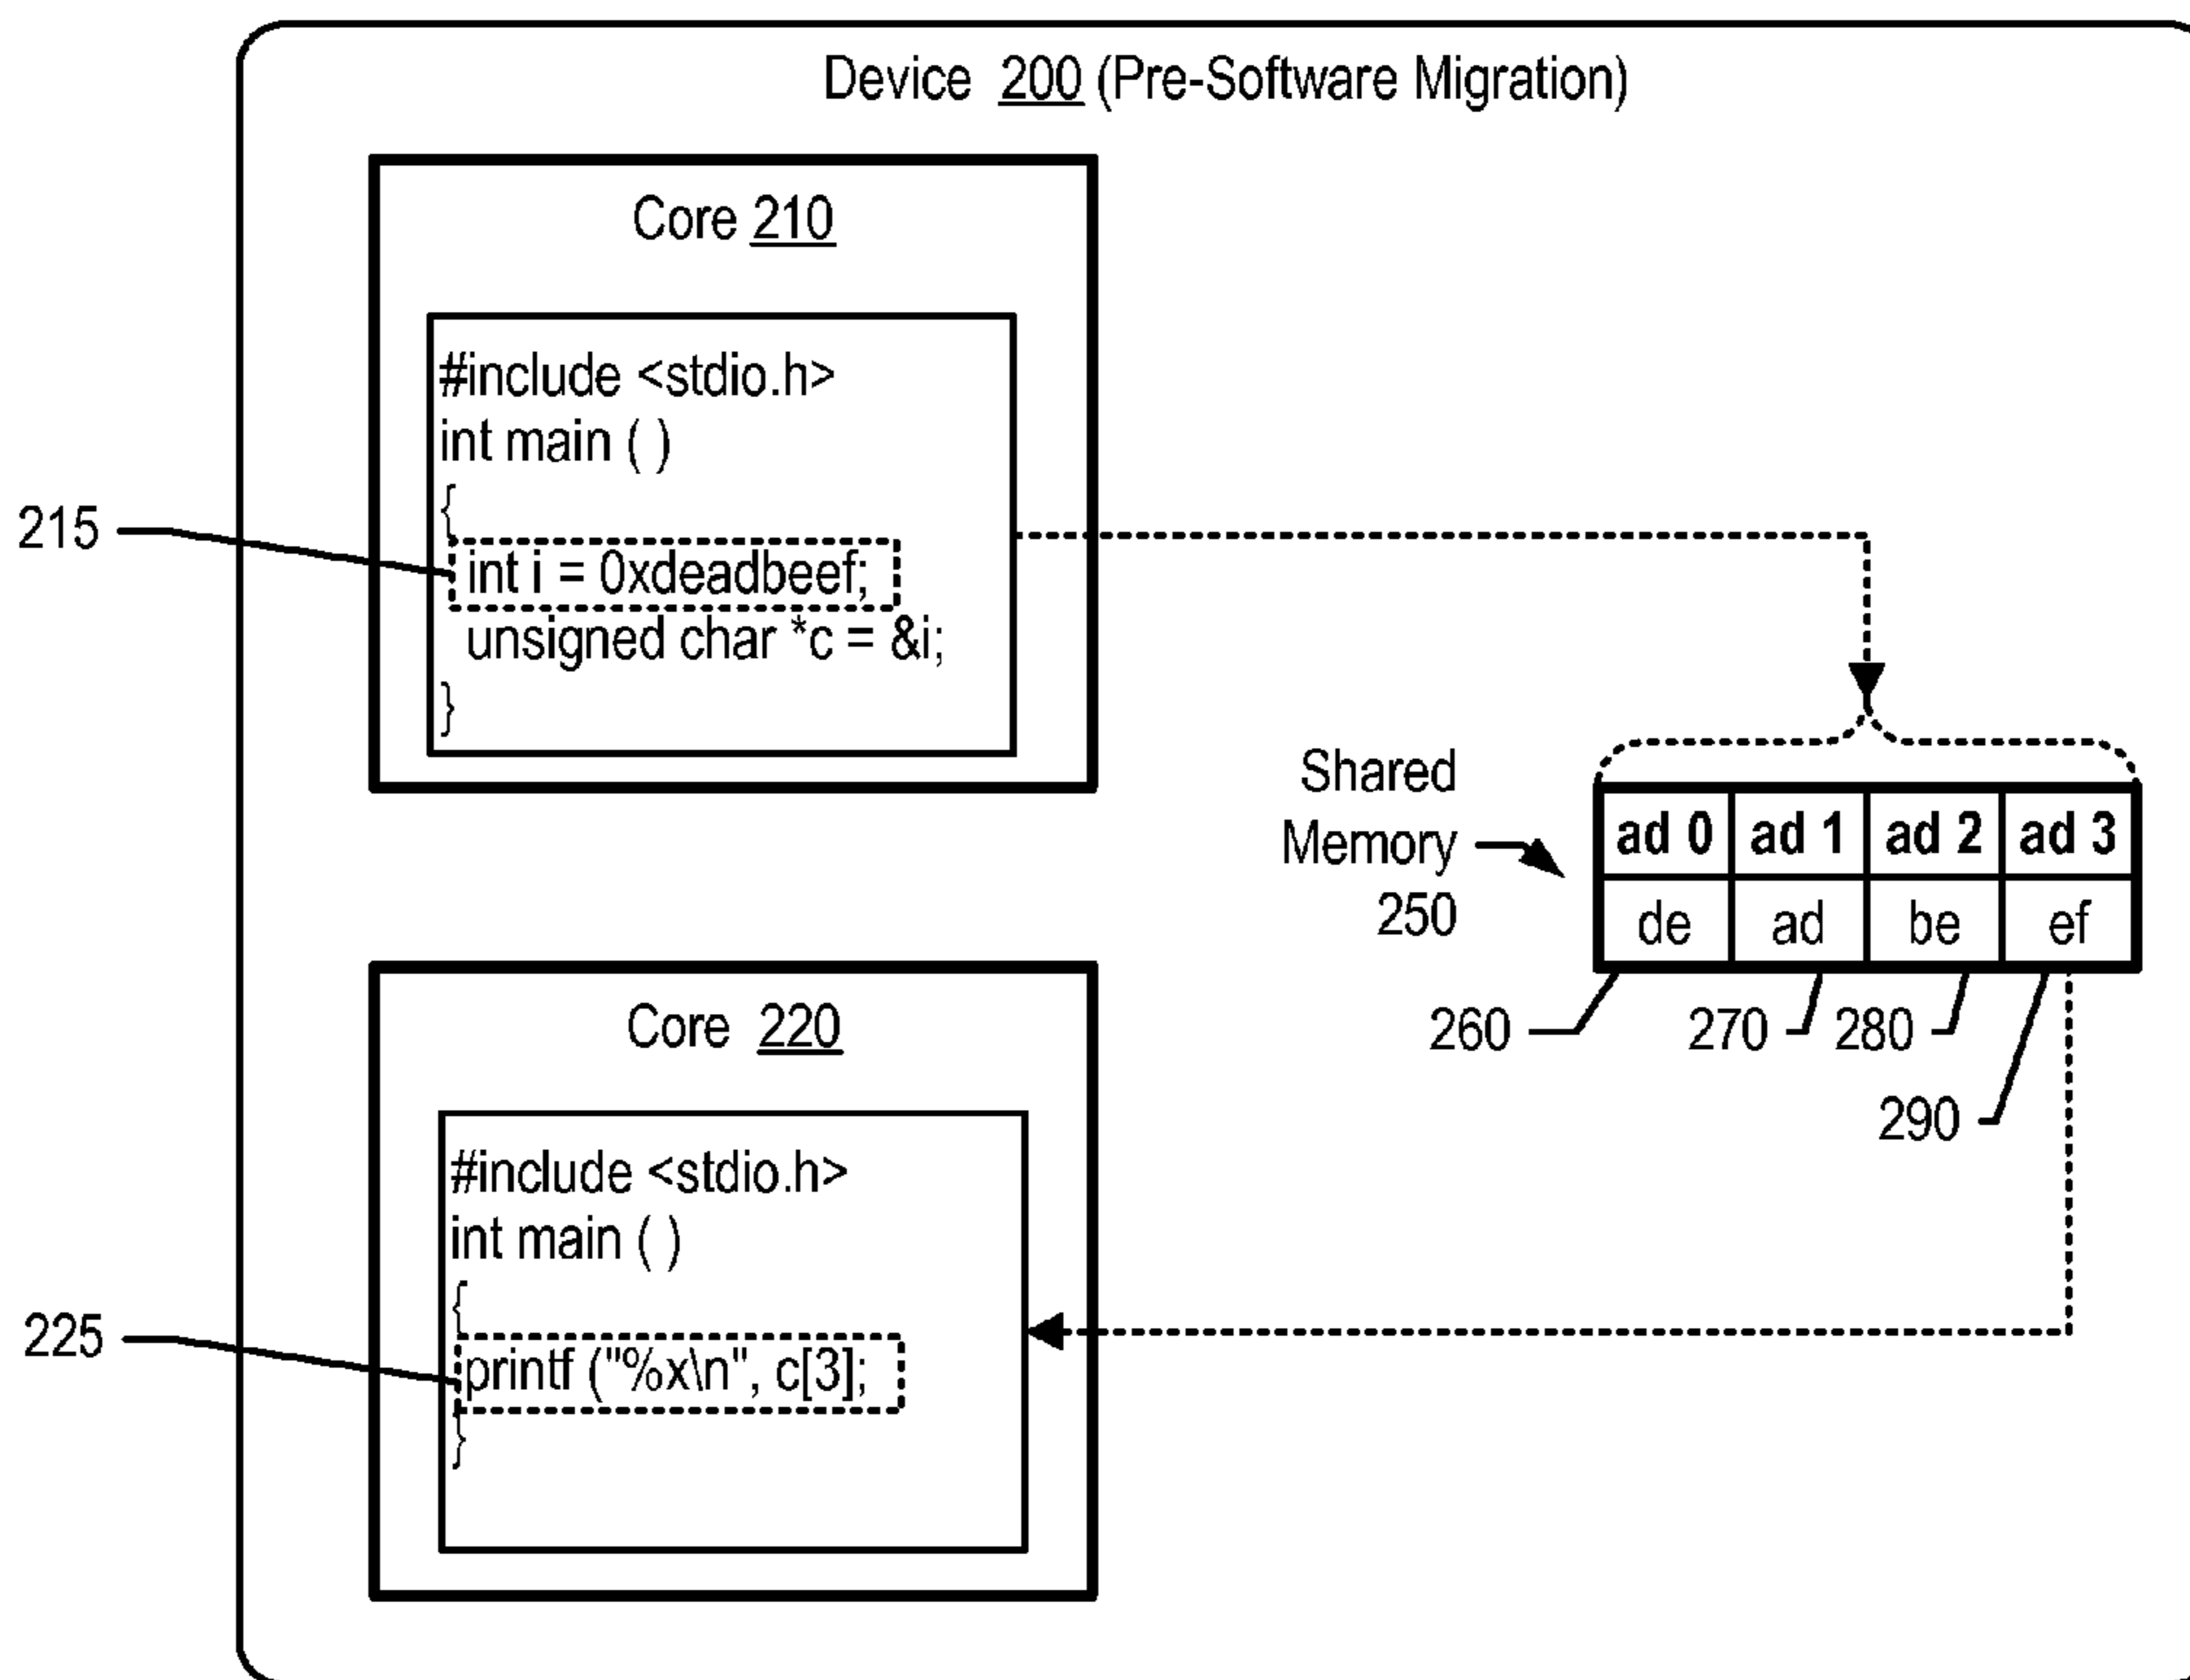 Device 200 (Pre-Software Migration)
Core 210
#include <stdio.h>
int main ( )
{
int i = 0xdeadbeef;
unsigned char *c = &i;
}
215
Shared
Memory
250
ad 0 ad 1 ad 2 ad 3
de ad be ef
260 270 280
290
Core 220
#include <stdio.h>
int main ( )
{
printf ("%x\n", c[3];
}
225